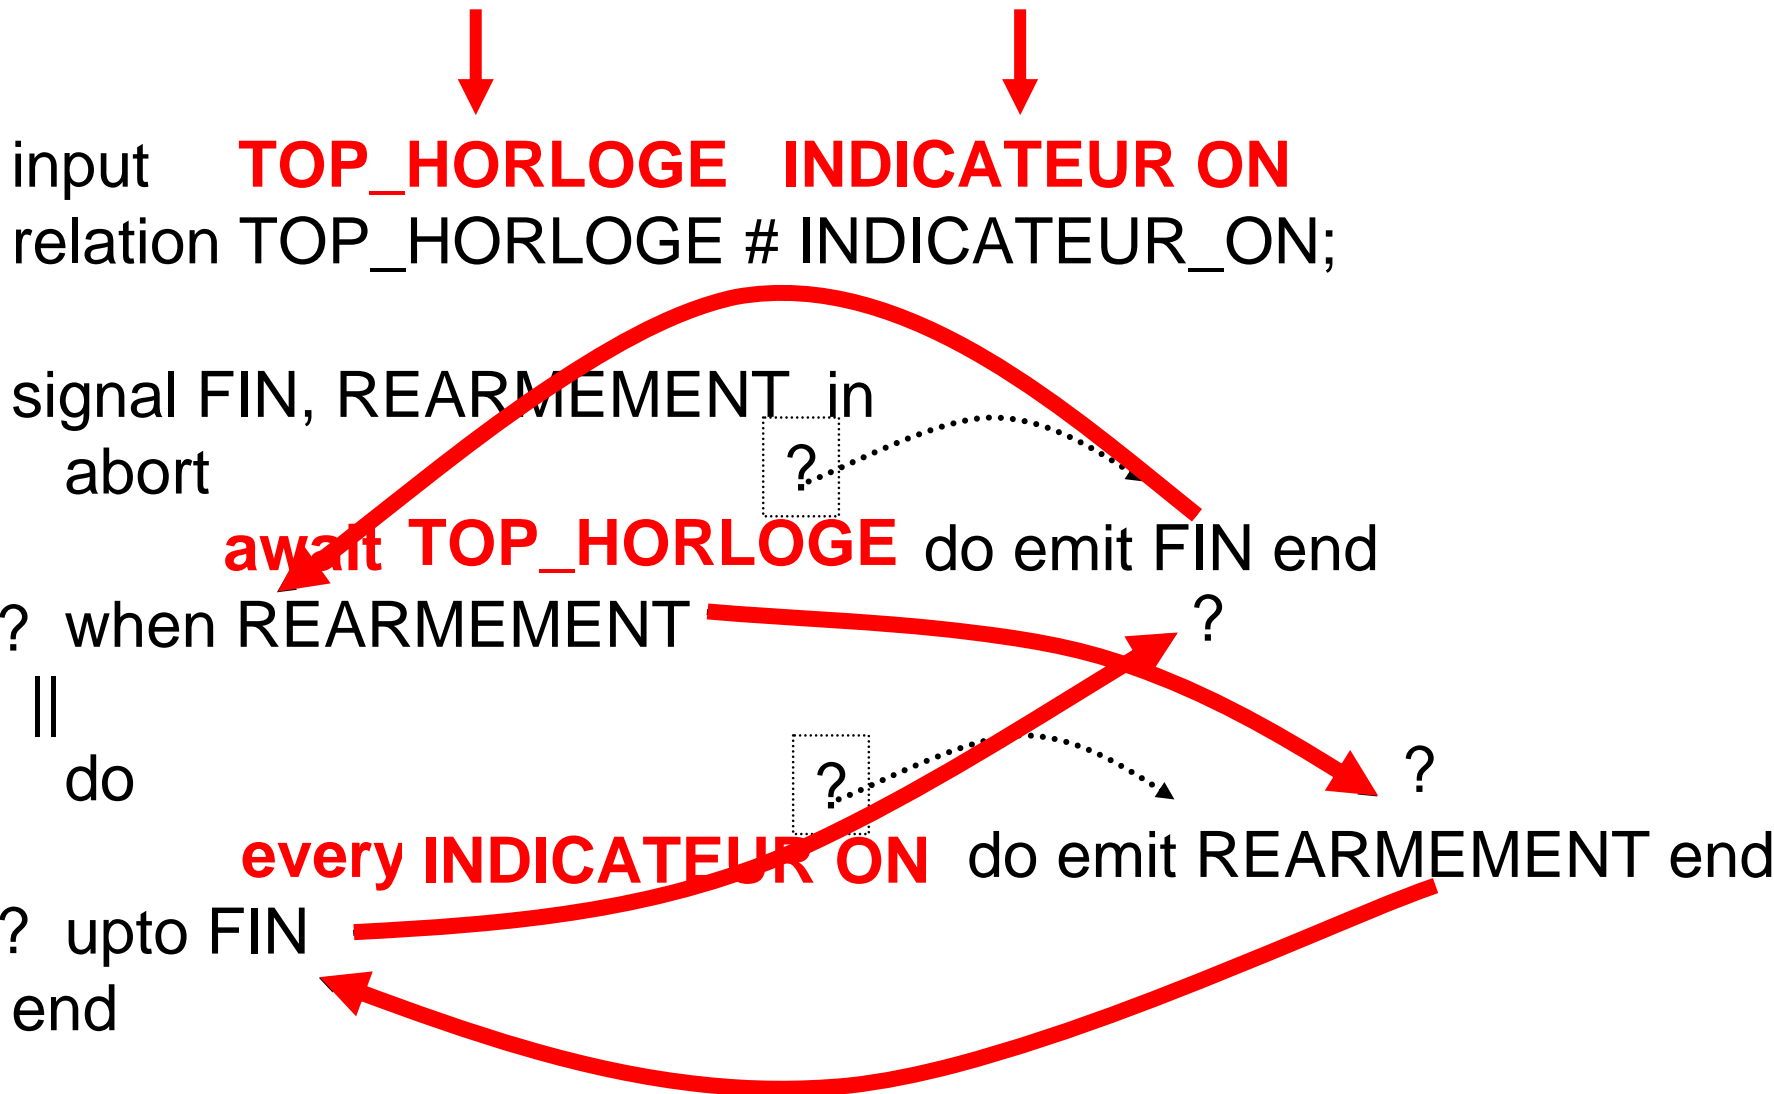 input TOP_HORLOGE INDICATEUR ON
relation TOP_HORLOGE # INDICATEUR_ON;
signal FIN, REARMEMENT in
?
abort
await TOP_HORLOGE do emit FIN end
? when REARMEMENT ?
||
do ? ?
every INDICATEUR ON do emit REARMEMENT end
? upto FIN
end